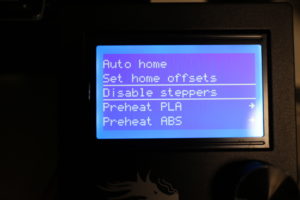 Auto home
Set home offsets
Disable steppers
Preheat PLA →
Preheat ABS